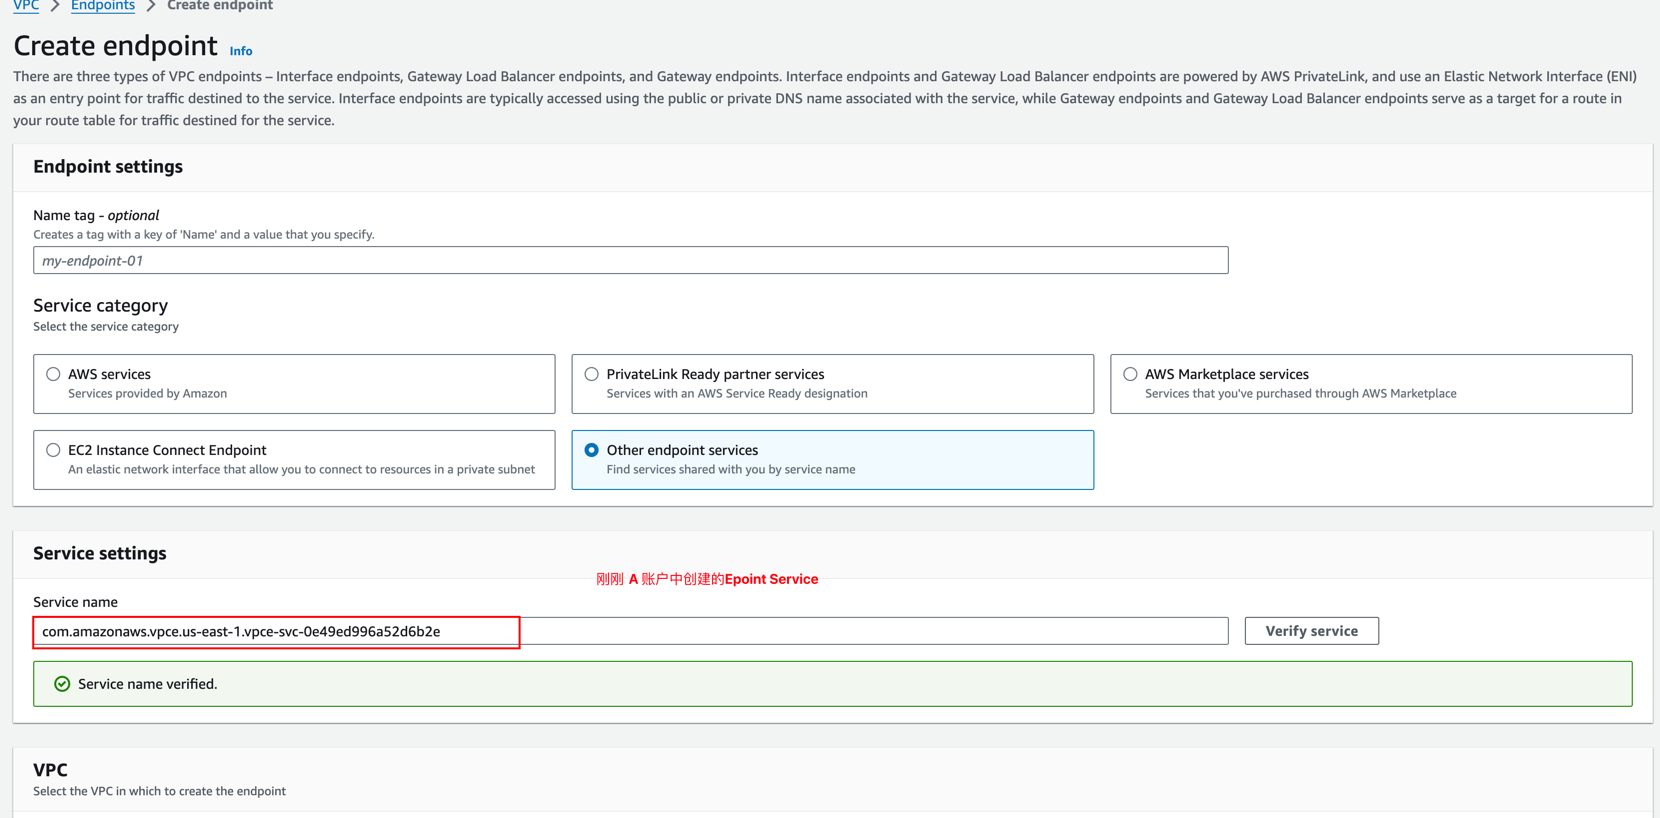 VPC > Endpoints > Create endpoint
Create endpoint Info
There are three types of VPC endpoints – Interface endpoints, Gateway Load Balancer endpoints, and Gateway endpoints. Interface endpoints and Gateway Load Balancer endpoints are powered by AWS PrivateLink, and use an Elastic Network Interface (ENI)
as an entry point for traffic destined to the service. Interface endpoints are typically accessed using the public or private DNS name associated with the service, while Gateway endpoints and Gateway Load Balancer endpoints serve as a target for a route in
your route table for traffic destined for the service.
Endpoint settings
Name tag - optional
Creates a tag with a key of 'Name' and a value that you specify.
my-endpoint-01
Service category
Select the service category
AWS services
Services provided by Amazon
PrivateLink Ready partner services
Services with an AWS Service Ready designation
AWS Marketplace services
Services that you've purchased through AWS Marketplace
EC2 Instance Connect Endpoint
An elastic network interface that allow you to connect to resources in a private subnet
Other endpoint services
Find services shared with you by service name
Service settings
刚刚 A 账户中创建的Epoint Service
Service name
com.amazonaws.vpce.us-east-1.vpce-svc-0e49ed996a52d6b2e
Verify service
Service name verified.
VPC
Select the VPC in which to create the endpoint